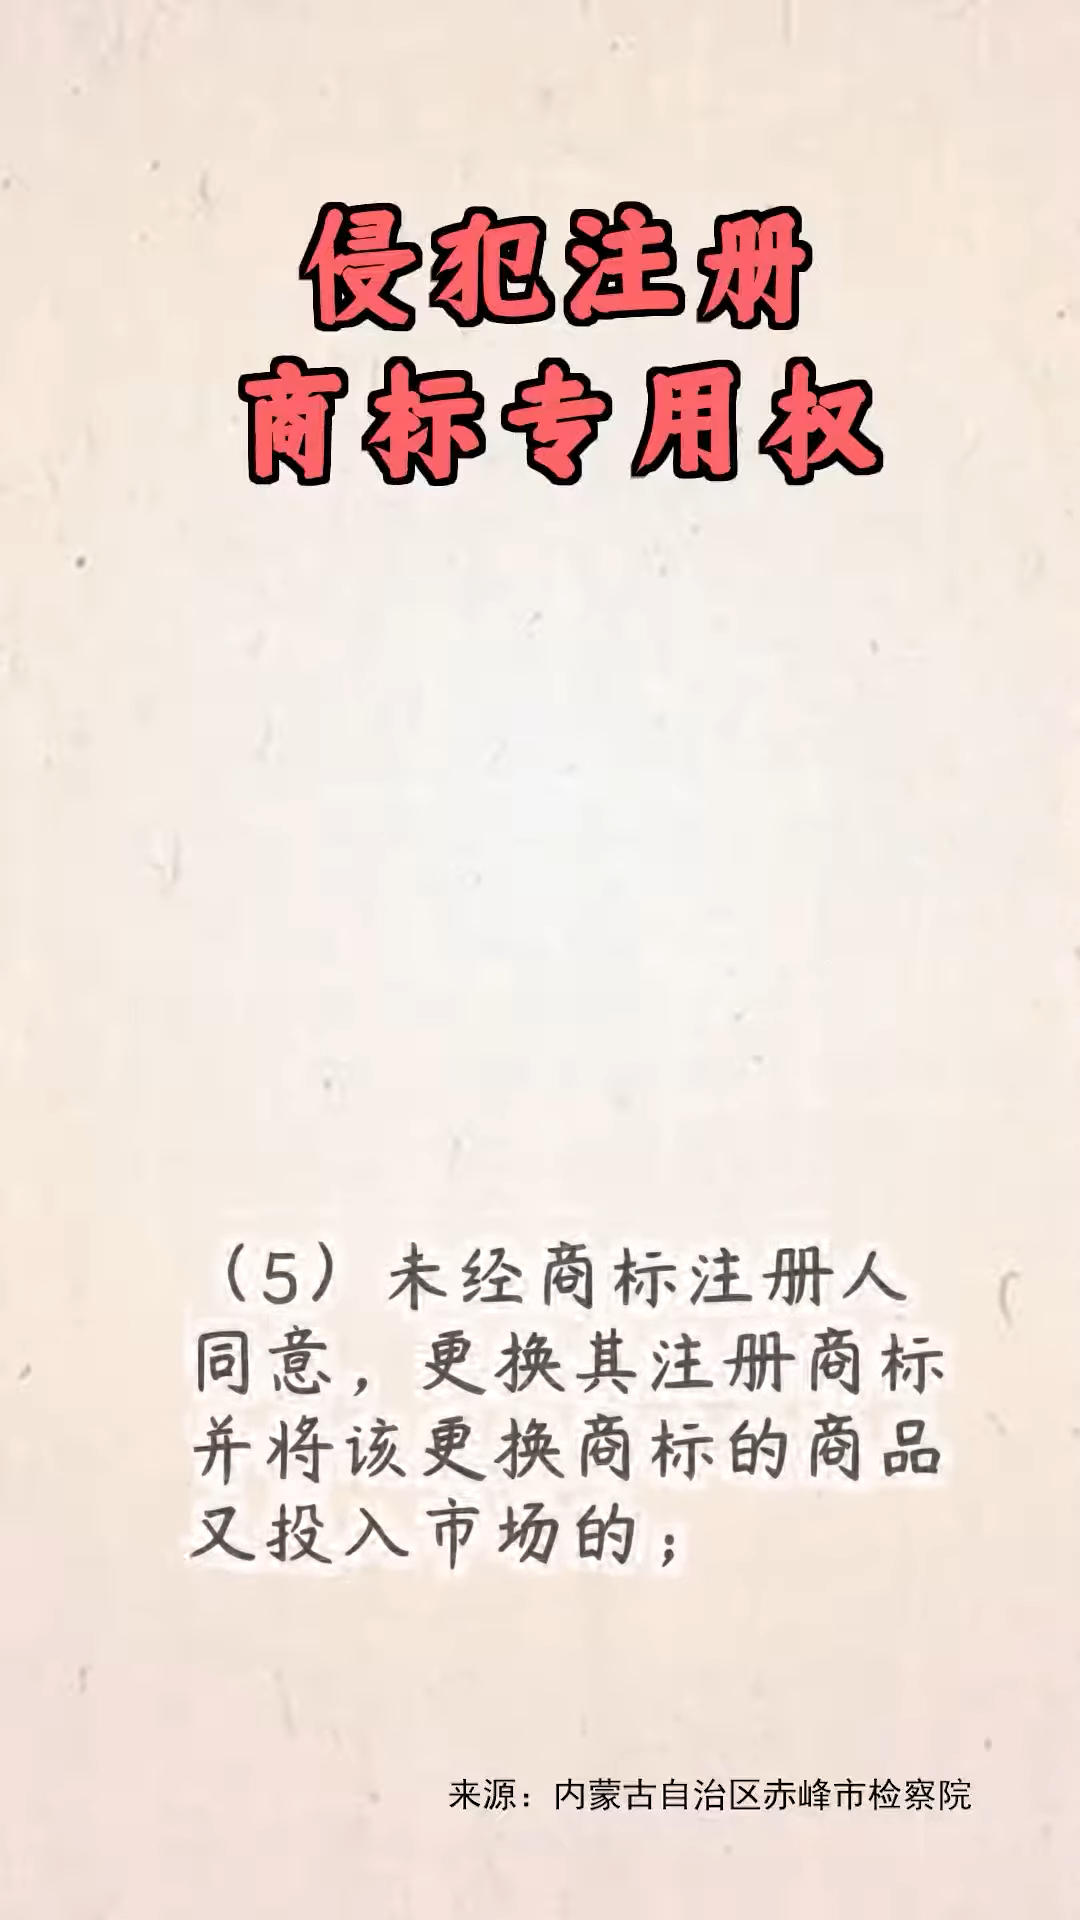 侵犯注册
商标专用权
（5）未经商标注册人
同意，更换其注册商标
并将该更换商标的商品
又投入市场的；
来源：内蒙古自治区赤峰市检察院